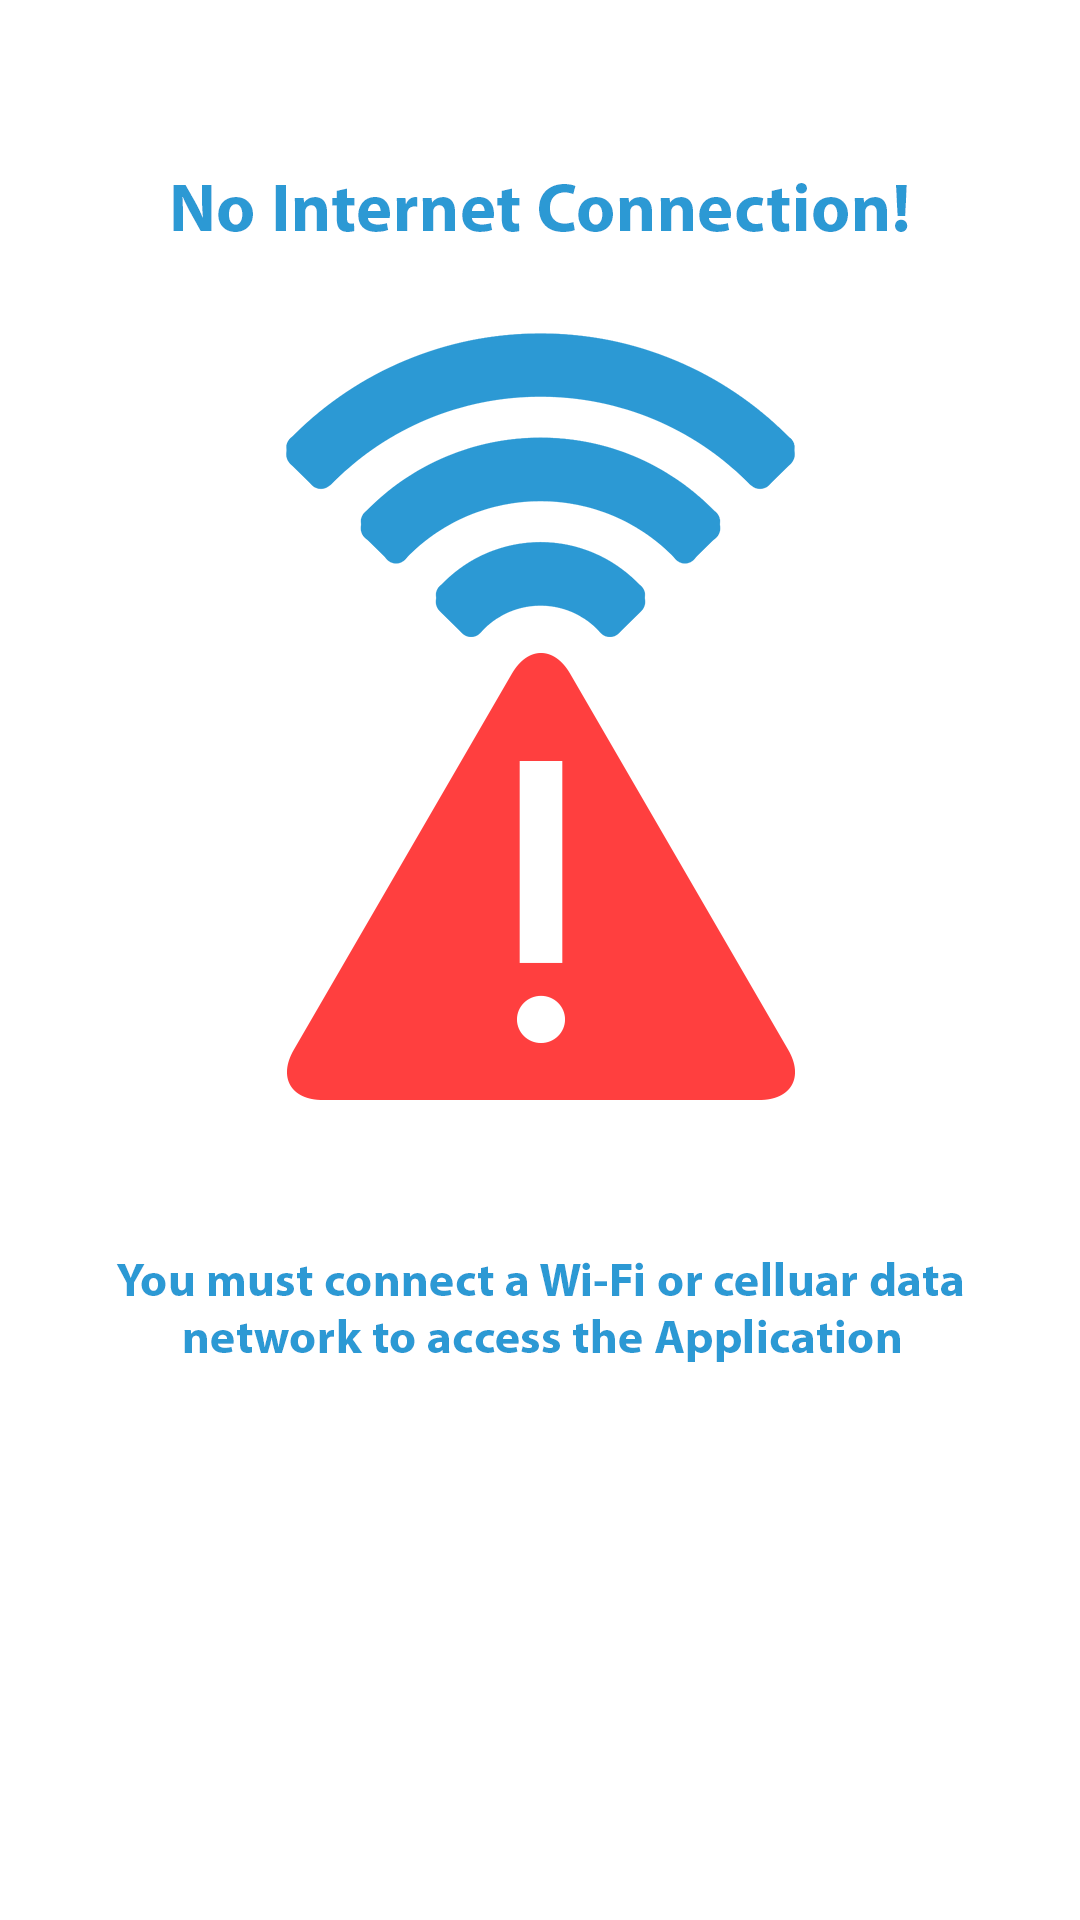 No Internet Connection!
You must connect a Wi-Fi or celluar data
network to access the Application